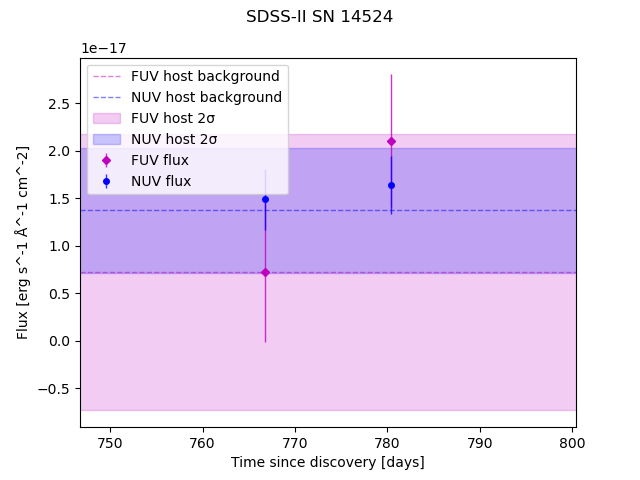 SDSS-II SN 14524
1e−17
FUV host background
NUV host background
FUV host 2σ
NUV host 2σ
FUV flux
NUV flux
2.5
2.0
1.5
1.0
0.5
0.0
−0.5
Flux [erg s^-1 Å^-1 cm^-2]
750
760
770
780
790
800
Time since discovery [days]